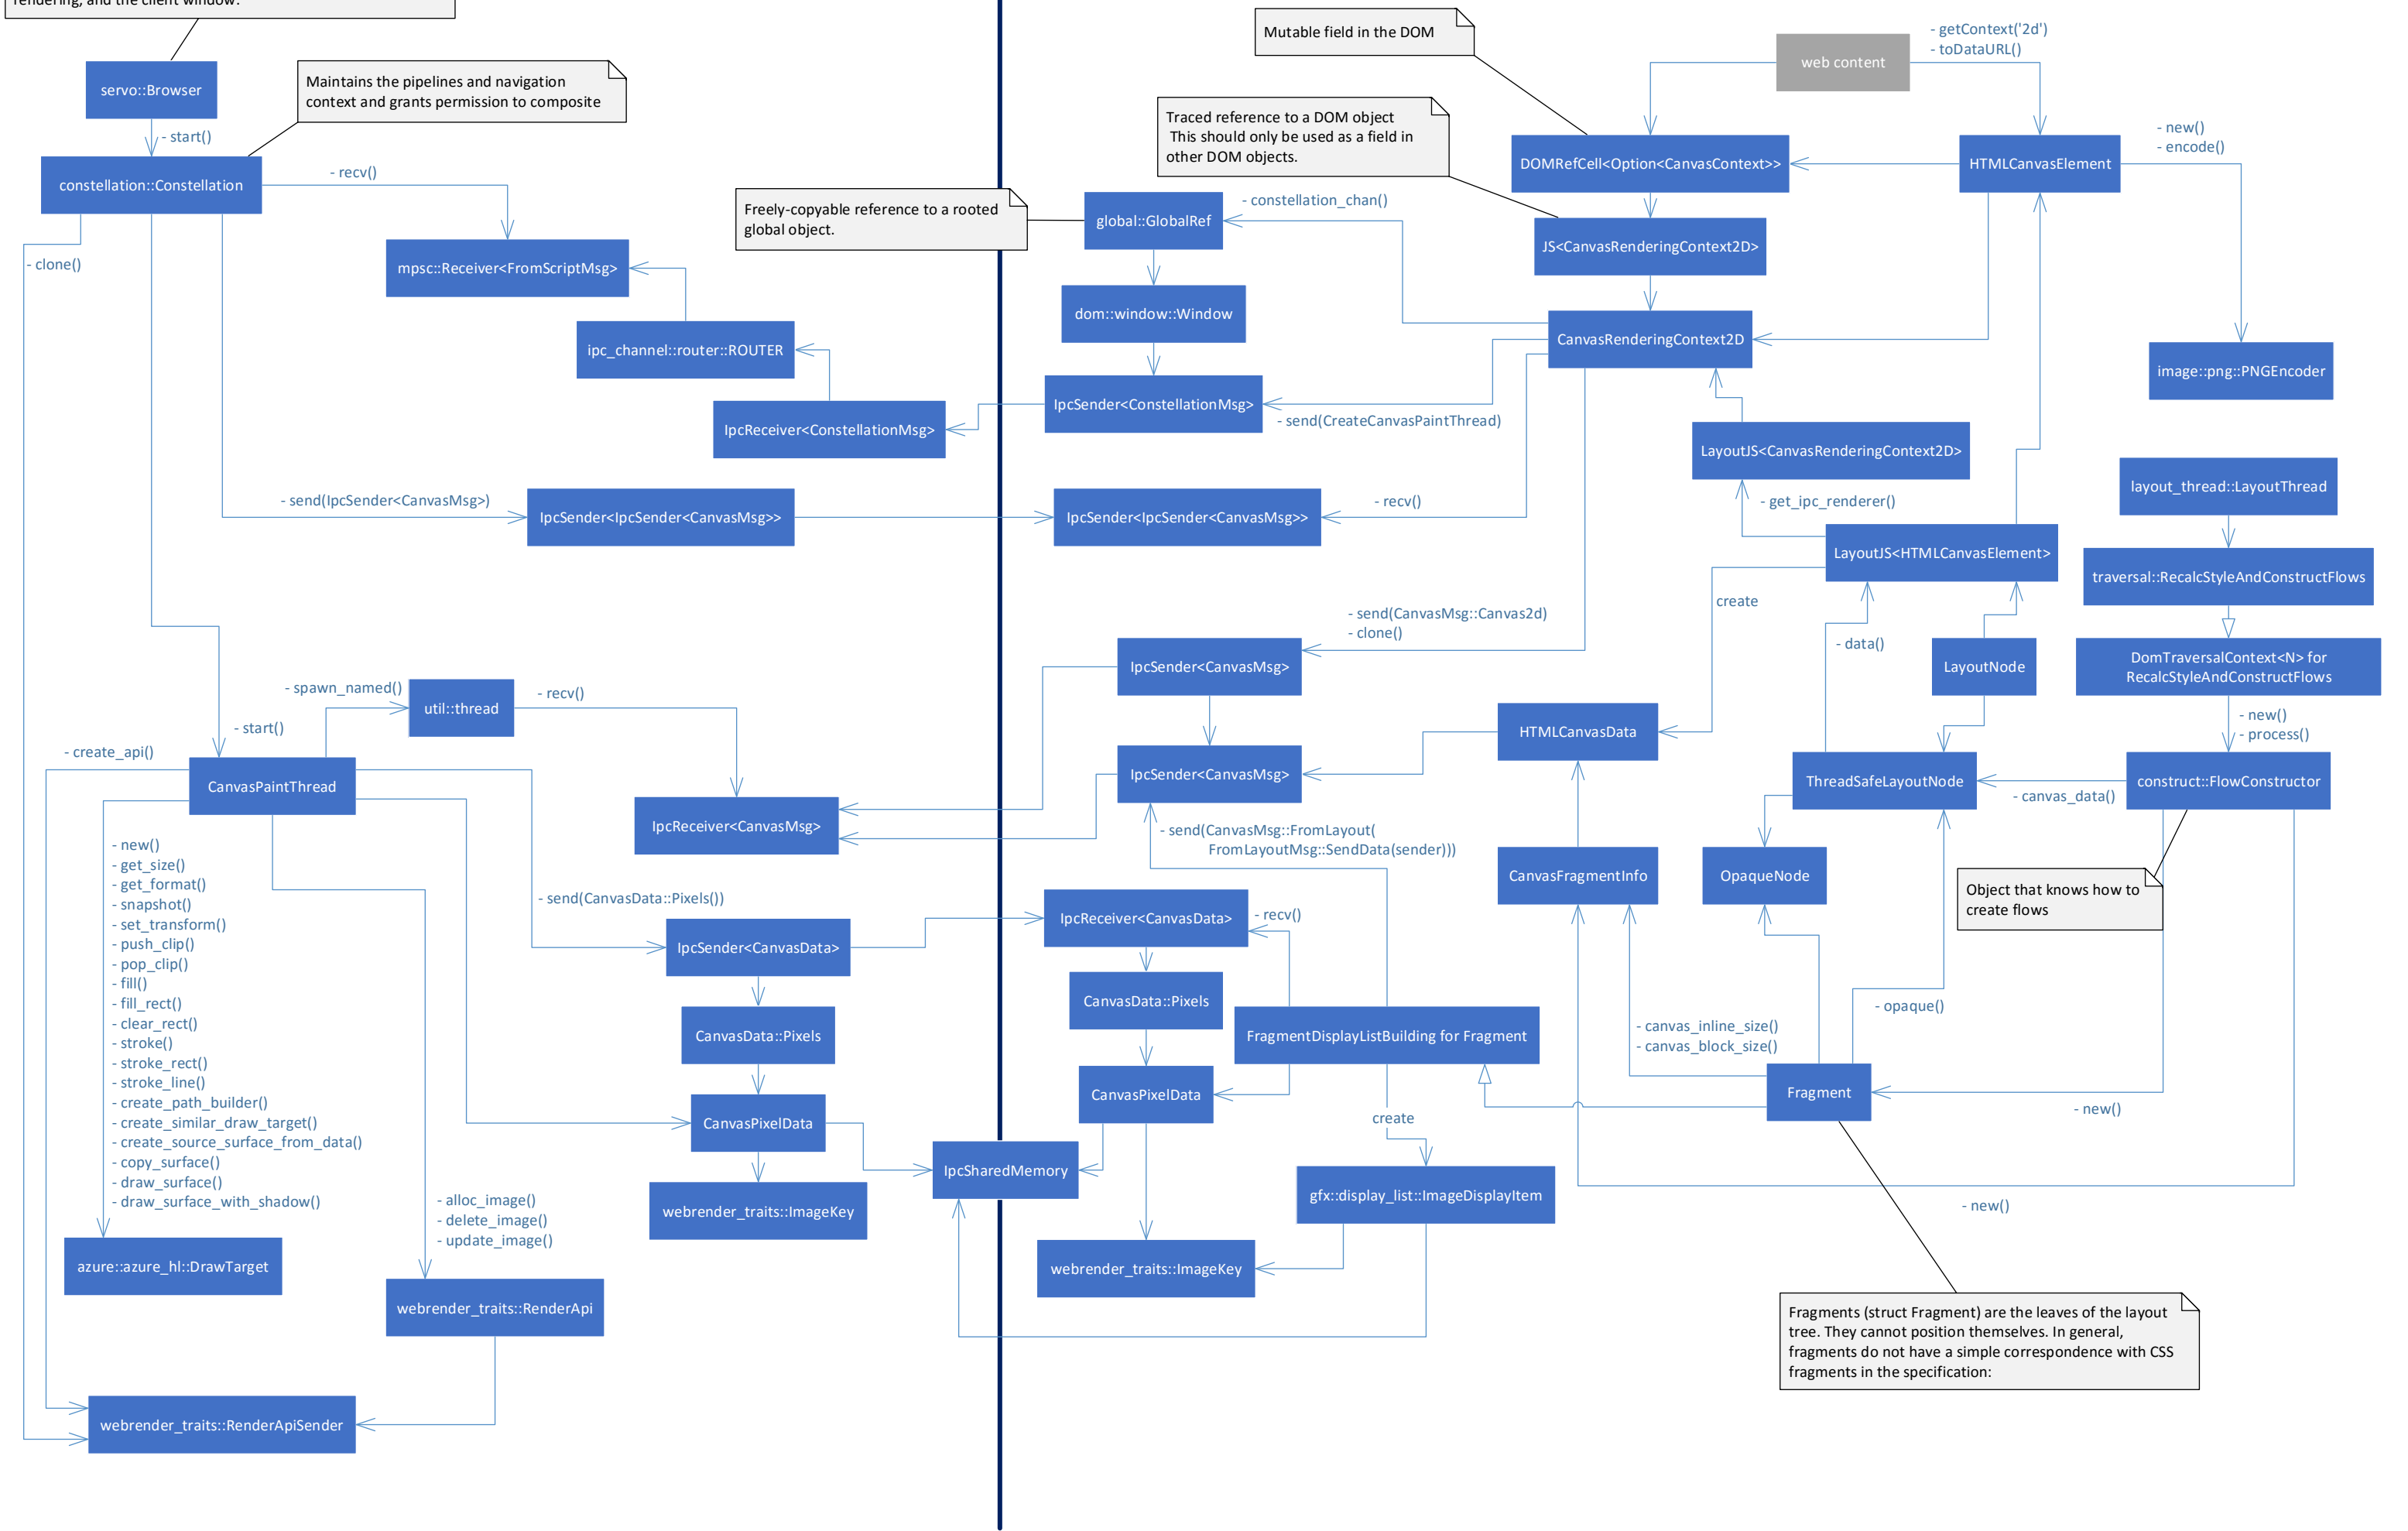 rendering, and the client window.
servo::Browser
- start()
Maintains the pipelines and navigation
context and grants permission to composite
constellation::Constellation
- recv()
- clone()
mpsc::Receiver<FromScriptMsg>
ipc_channel::router::ROUTER
IpcReceiver<ConstellationMsg>
- send(IpcSender<CanvasMsg>)
IpcSender<IpcSender<CanvasMsg>>
- spawn_named()
util::thread
- recv()
- start()
- create_api()
CanvasPaintThread
IpcReceiver<CanvasMsg>
- new()
- get_size()
- get_format()
- snapshot()
- set_transform()
- push_clip()
- pop_clip()
- fill()
- fill_rect()
- clear_rect()
- stroke()
- stroke_rect()
- stroke_line()
- create_path_builder()
- create_similar_draw_target()
- create_source_surface_from_data()
- copy_surface()
- draw_surface()
- draw_surface_with_shadow()
- send(CanvasData::Pixels())
IpcSender<CanvasData>
CanvasData::Pixels
CanvasPixelData
webrender_traits::ImageKey
- alloc_image()
- delete_image()
- update_image()
azure::azure_hl::DrawTarget
webrender_traits::RenderApi
webrender_traits::RenderApiSender
IpcSharedMemory
Mutable field in the DOM
web content
- getContext('2d')
- toDataURL()
Traced reference to a DOM object
This should only be used as a field in
other DOM objects.
DOMRefCell<Option<CanvasContext>>
HTMLCanvasElement
- new()
- encode()
Freely-copyable reference to a rooted
global object.
global::GlobalRef
- constellation_chan()
JS<CanvasRenderingContext2D>
dom::window::Window
CanvasRenderingContext2D
image::png::PNGEncoder
IpcSender<ConstellationMsg>
- send(CreateCanvasPaintThread)
LayoutJS<CanvasRenderingContext2D>
layout_thread::LayoutThread
IpcSender<IpcSender<CanvasMsg>>
- recv()
- get_ipc_renderer()
LayoutJS<HTMLCanvasElement>
traversal::RecalcStyleAndConstructFlows
create
- send(CanvasMsg::Canvas2d)
- clone()
- data()
IpcSender<CanvasMsg>
LayoutNode
DomTraversalContext<N> for
RecalcStyleAndConstructFlows
- new()
- process()
HTMLCanvasData
IpcSender<CanvasMsg>
ThreadSafeLayoutNode
- canvas_data()
construct::FlowConstructor
- send(CanvasMsg::FromLayout(
FromLayoutMsg::SendData(sender)))
CanvasFragmentInfo
OpaqueNode
Object that knows how to
create flows
IpcReceiver<CanvasData>
- recv()
CanvasData::Pixels
FragmentDisplayListBuilding for Fragment
- canvas_inline_size()
- canvas_block_size()
- opaque()
CanvasPixelData
create
Fragment
- new()
gfx::display_list::ImageDisplayItem
- new()
webrender_traits::ImageKey
Fragments (struct Fragment) are the leaves of the layout
tree. They cannot position themselves. In general,
fragments do not have a simple correspondence with CSS
fragments in the specification: